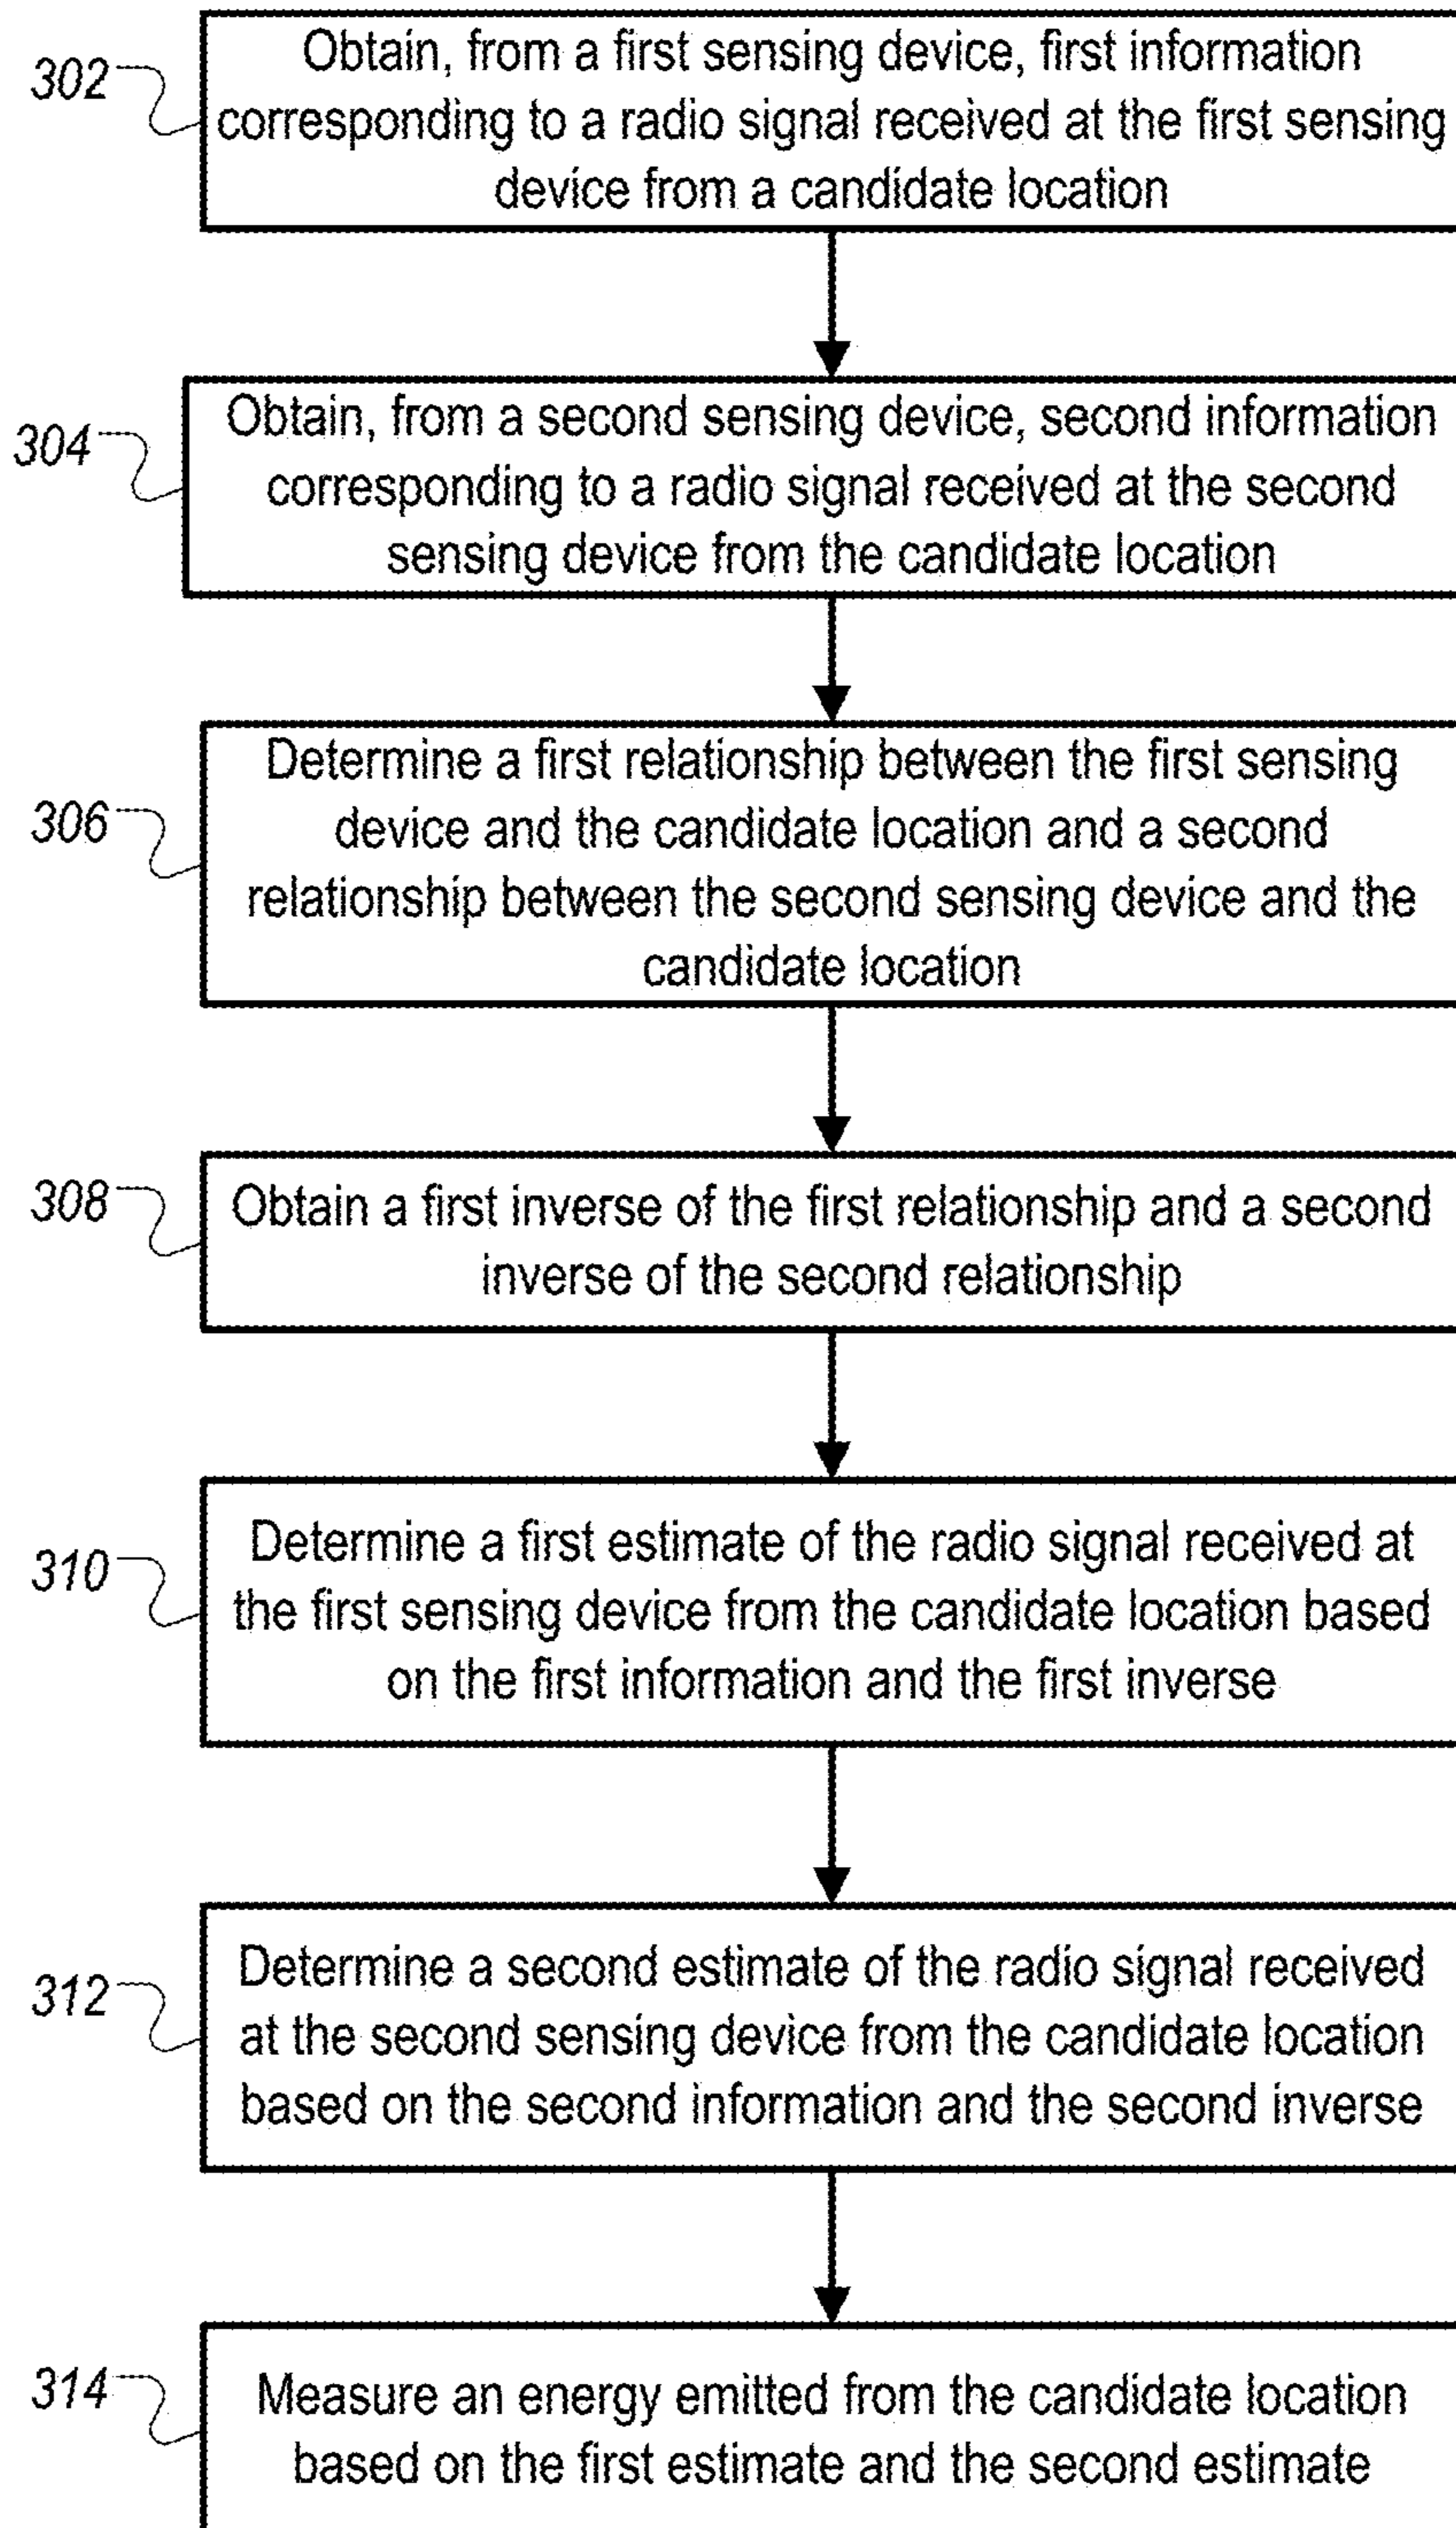 302
Obtain, from a first sensing device, first information
corresponding to a radio signal received at the first sensing
device from a candidate location
304
Obtain, from a second sensing device, second information
corresponding to a radio signal received at the second
sensing device from the candidate location
306
Determine a first relationship between the first sensing
device and the candidate location and a second
relationship between the second sensing device and the
candidate location
308
Obtain a first inverse of the first relationship and a second
inverse of the second relationship
310
Determine a first estimate of the radio signal received at
the first sensing device from the candidate location based
on the first information and the first inverse
312
Determine a second estimate of the radio signal received
at the second sensing device from the candidate location
based on the second information and the second inverse
314
Measure an energy emitted from the candidate location
based on the first estimate and the second estimate